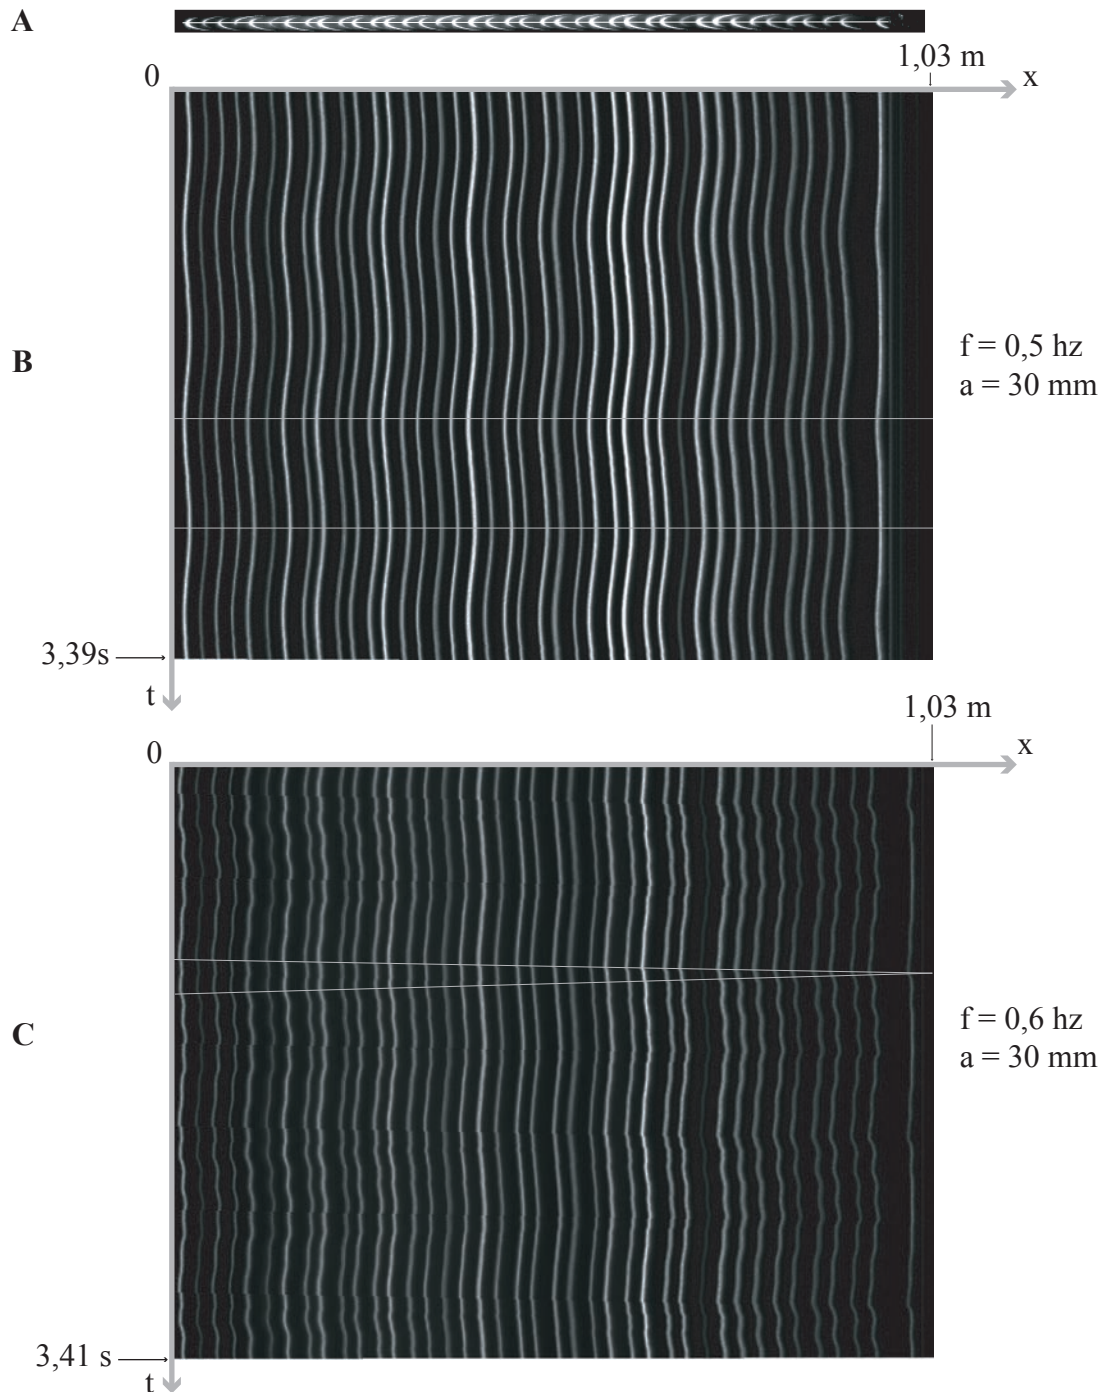 A
1,03 m
0
x
B
f = 0,5 hz
a = 30 mm
3,39s
t
1,03 m
0
x
C
f = 0,6 hz
a = 30 mm
3,41 s
t